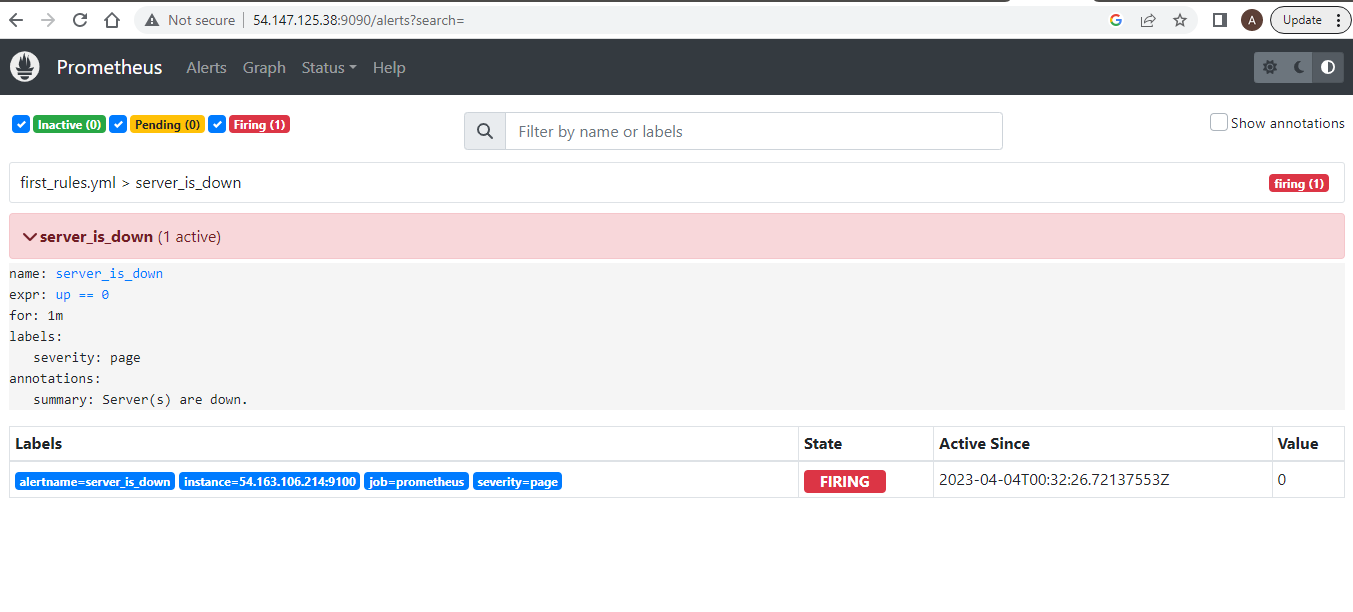 Not secure | 54.147.125.38:9090/alerts?search=
G
A
Update
Prometheus Alerts Graph Status Help
Inactive (0) Pending (0) Firing (1)
Filter by name or labels
Show annotations
first_rules.yml > server_is_down
firing (1)
server_is_down (1 active)
name: server_is_down
expr: up == 0
for: 1m
labels:
severity: page
annotations:
summary: Server(s) are down.
Labels State Active Since Value
alertname=server_is_down instance=54.163.106.214:9100 job=prometheus severity=page FIRING 2023-04-04T00:32:26.72137553Z 0